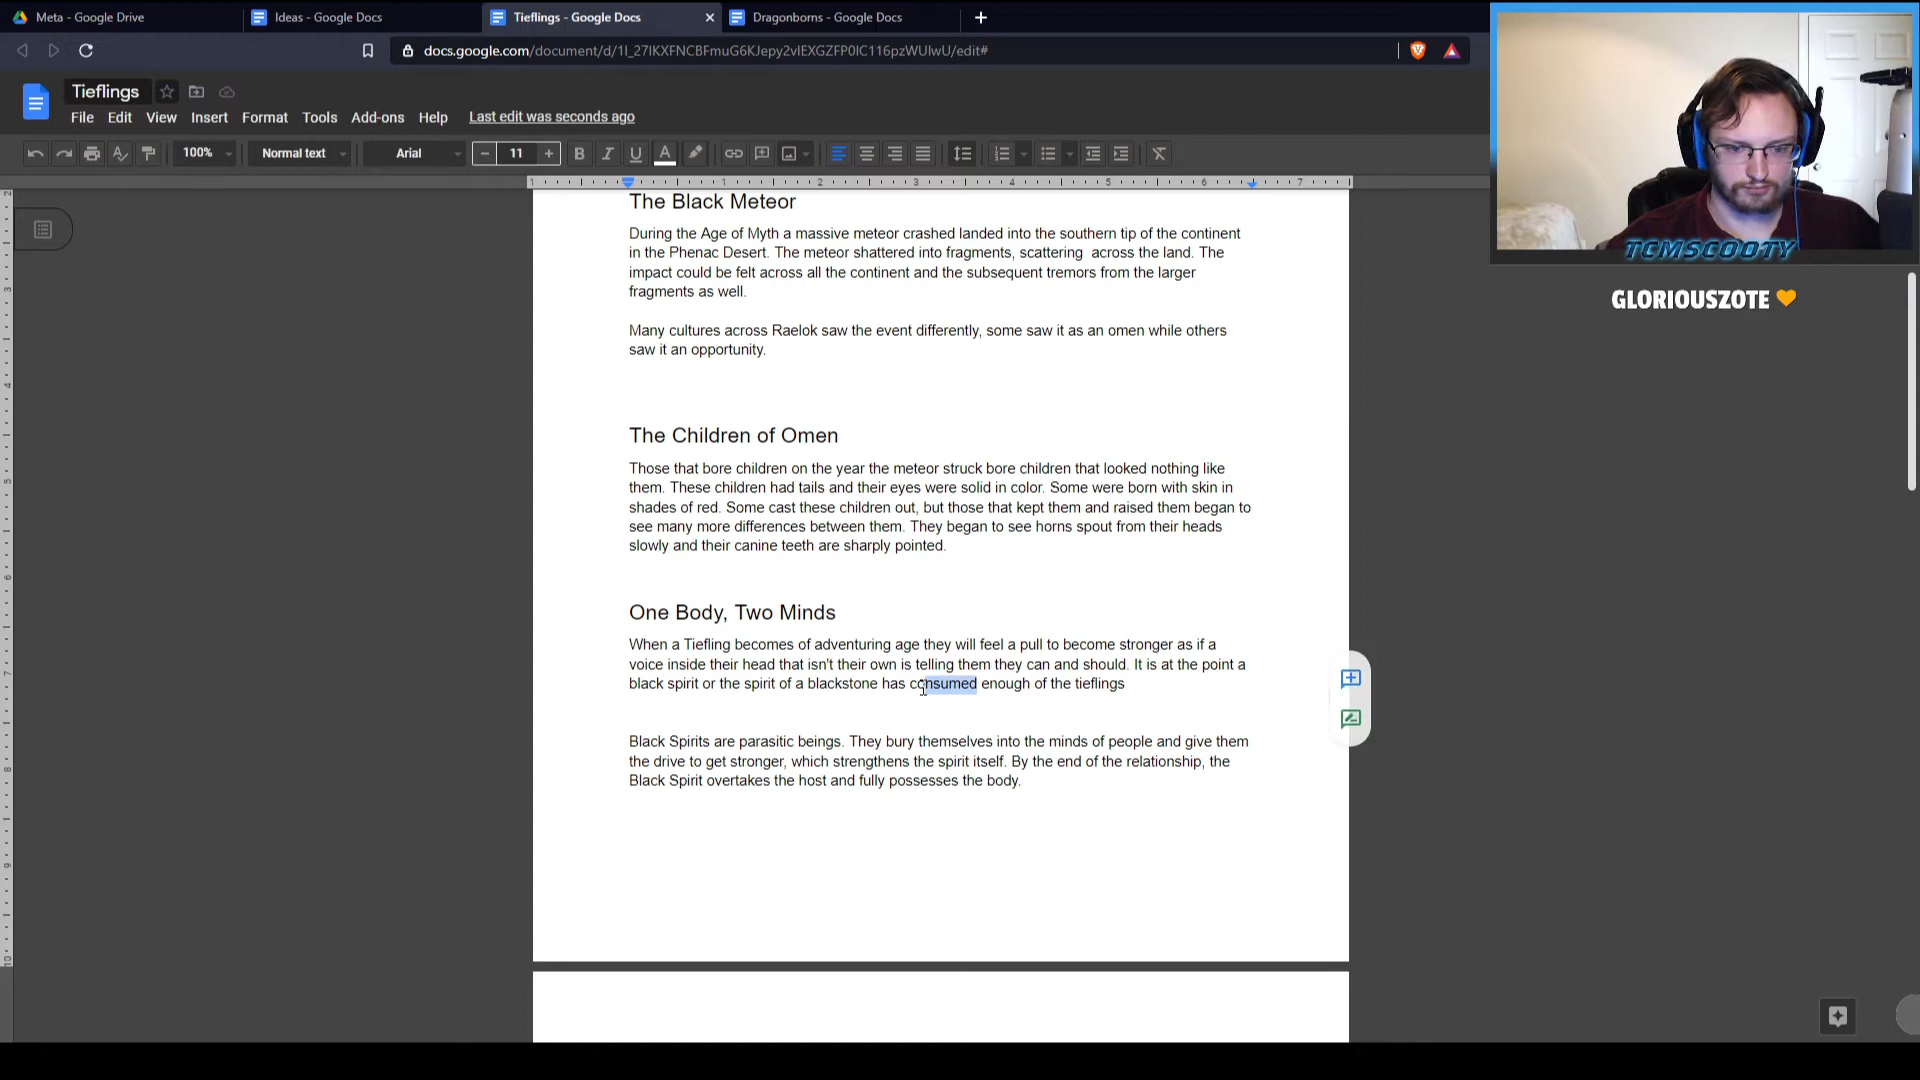 Meta - Google Drive
Ideas - Google Docs
Tieflings - Google Docs
Dragonborns - Google Docs
Tieflings
File Edit View Insert Format Tools Add-ons Help Last edit was seconds ago
100% Normal text Arial 11
The Black Meteor
During the Age of Myth a massive meteor crashed landed into the southern tip of the continent
in the Phenac Desert. The meteor shattered into fragments, scattering across the land. The
impact could be felt across all the continent and the subsequent tremors from the larger
fragments as well.
Many cultures across Raelok saw the event differently, some saw it as an omen while others
saw it an opportunity.
The Children of Omen
Those that bore children on the year the meteor struck bore children that looked nothing like
them. These children had tails and their eyes were solid in color. Some were born with skin in
shades of red. Some cast these children out, but those that kept them and raised them began to
see many more differences between them. They began to see horns spout from their heads
slowly and their canine teeth are sharply pointed.
One Body, Two Minds
When a Tiefling becomes of adventuring age they will feel a pull to become stronger as if a
voice inside their head that isn't their own is telling them they can and should. It is at the point a
black spirit or the spirit of a blackstone has consumed enough of the tieflings
Black Spirits are parasitic beings. They bury themselves into the minds of people and give them
the drive to get stronger, which strengthens the spirit itself. By the end of the relationship, the
Black Spirit overtakes the host and fully possesses the body.
TCMSCOOTY
GLORIOUSZOTE 🧡